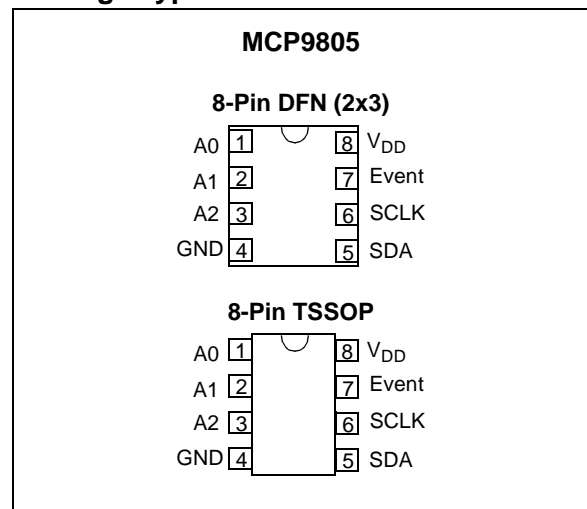 MCP9805
8-Pin DFN (2x3)
A0 1 8 VDD
A1 2 7 Event
A2 3 6 SCLK
GND 4 5 SDA
8-Pin TSSOP
A0 1 8 VDD
A1 2 7 Event
A2 3 6 SCLK
GND 4 5 SDA